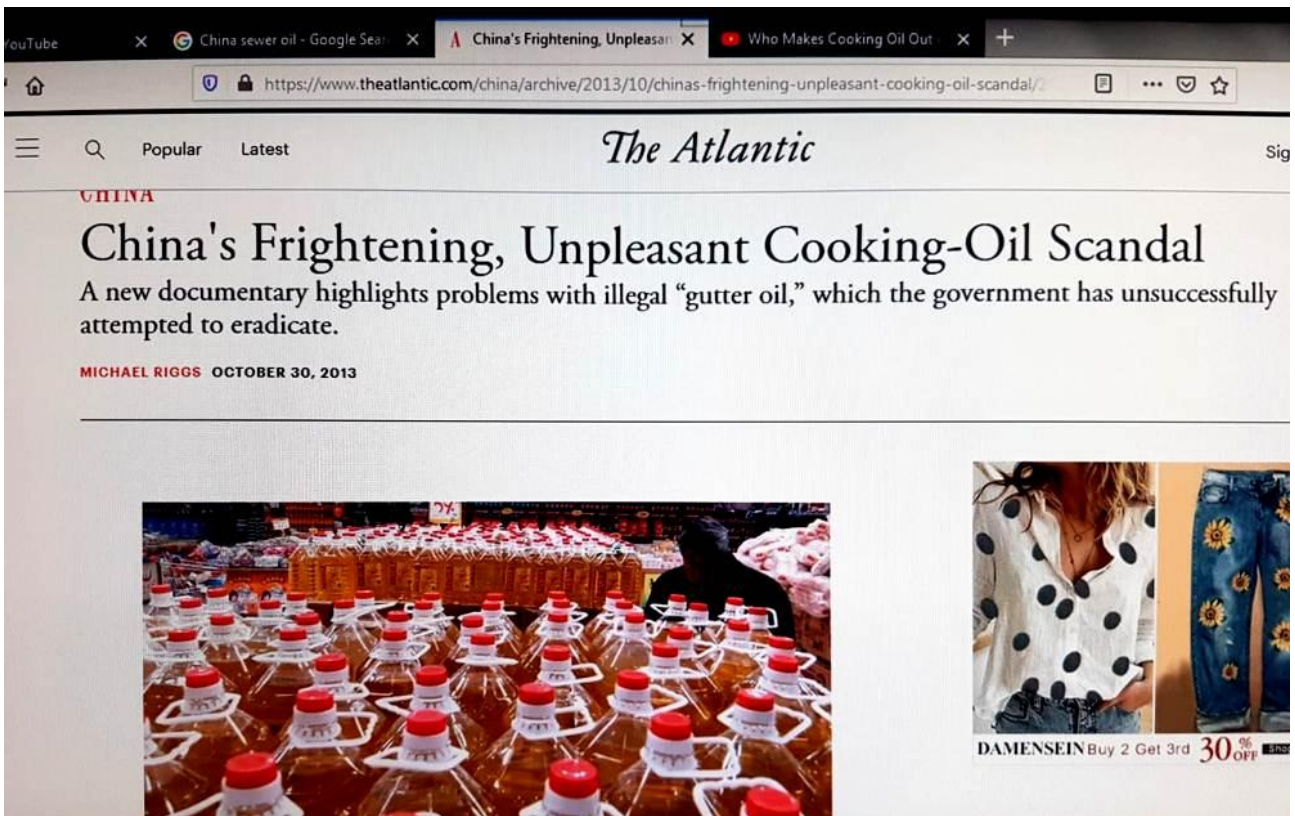 YouTube
China sewer oil - Google Sear
China's Frightening, Unpleasan
Who Makes Cooking Oil Out
https://www.theatlantic.com/china/archive/2013/10/chinas-frightening-unpleasant-cooking-oil-scandal/2
Popular Latest
The Atlantic
Sig
CHINA
China's Frightening, Unpleasant Cooking-Oil Scandal
A new documentary highlights problems with illegal “gutter oil,” which the government has unsuccessfully
attempted to eradicate.
MICHAEL RIGGS OCTOBER 30, 2013
DAMENSEIN Buy 2 Get 3rd 30% OFF Shop